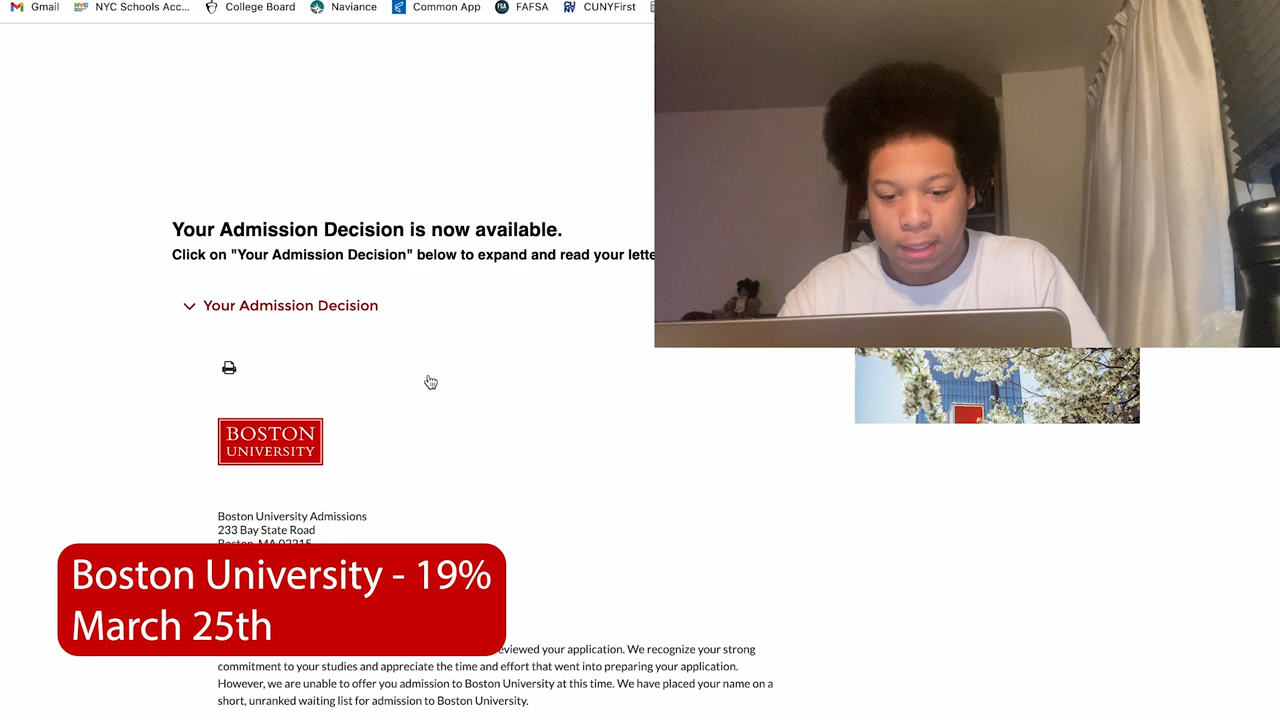 Gmail NYC Schools Acc... College Board Naviance Common App FAFSA CUNYFirst
Your Admission Decision is now available.
Click on "Your Admission Decision" below to expand and read your lette
Your Admission Decision
BOSTON
UNIVERSITY
Boston University Admissions
233 Bay State Road
Boston, MA 02215
Boston University - 19%
March 25th
eviewed your application. We recognize your strong
commitment to your studies and appreciate the time and effort that went into preparing your application.
However, we are unable to offer you admission to Boston University at this time. We have placed your name on a
short, unranked waiting list for admission to Boston University.